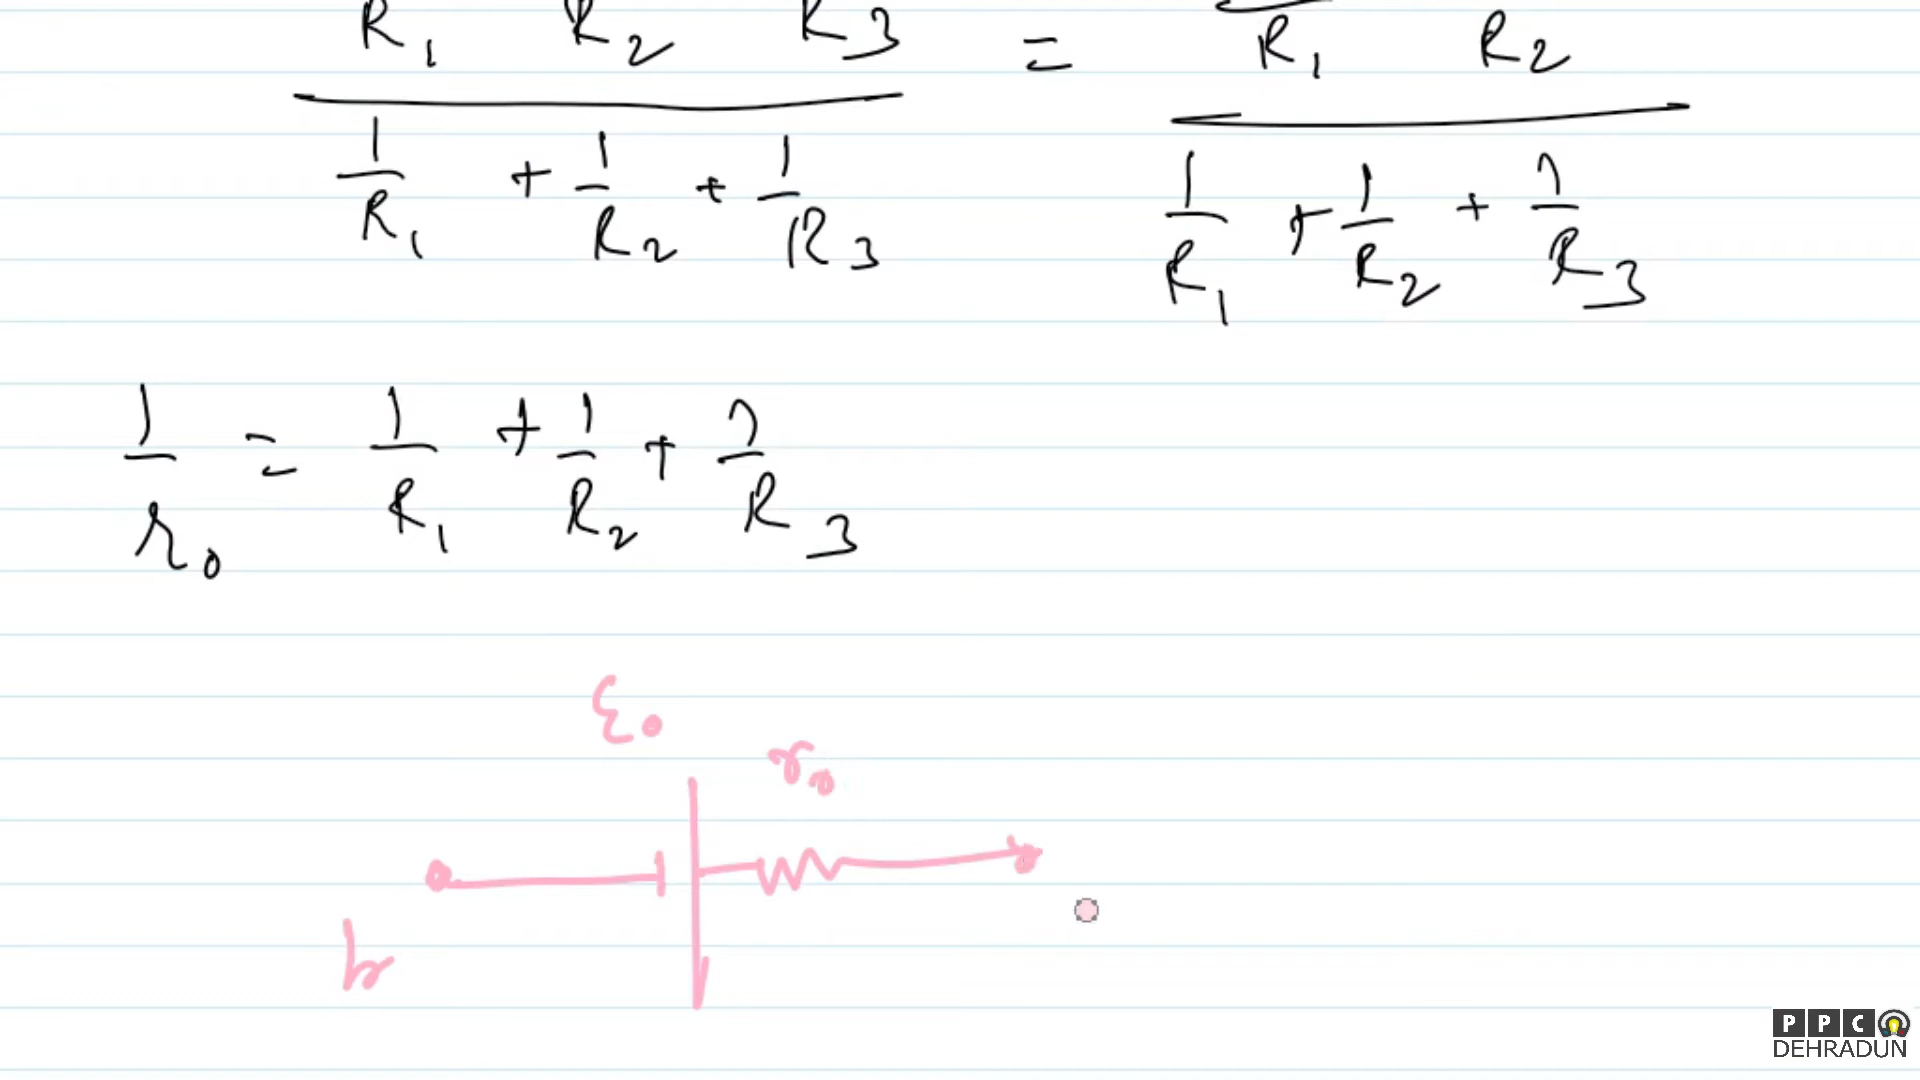 R₁ R₂ R₃ = R₁ R₂
1/R₁ + 1/R₂ + 1/R₃    1/R₁ + 1/R₂ + 1/R₃
1/r₀ = 1/R₁ + 1/R₂ + 1/R₃
ε₀
r₀
b
PPC
DEHRADUN